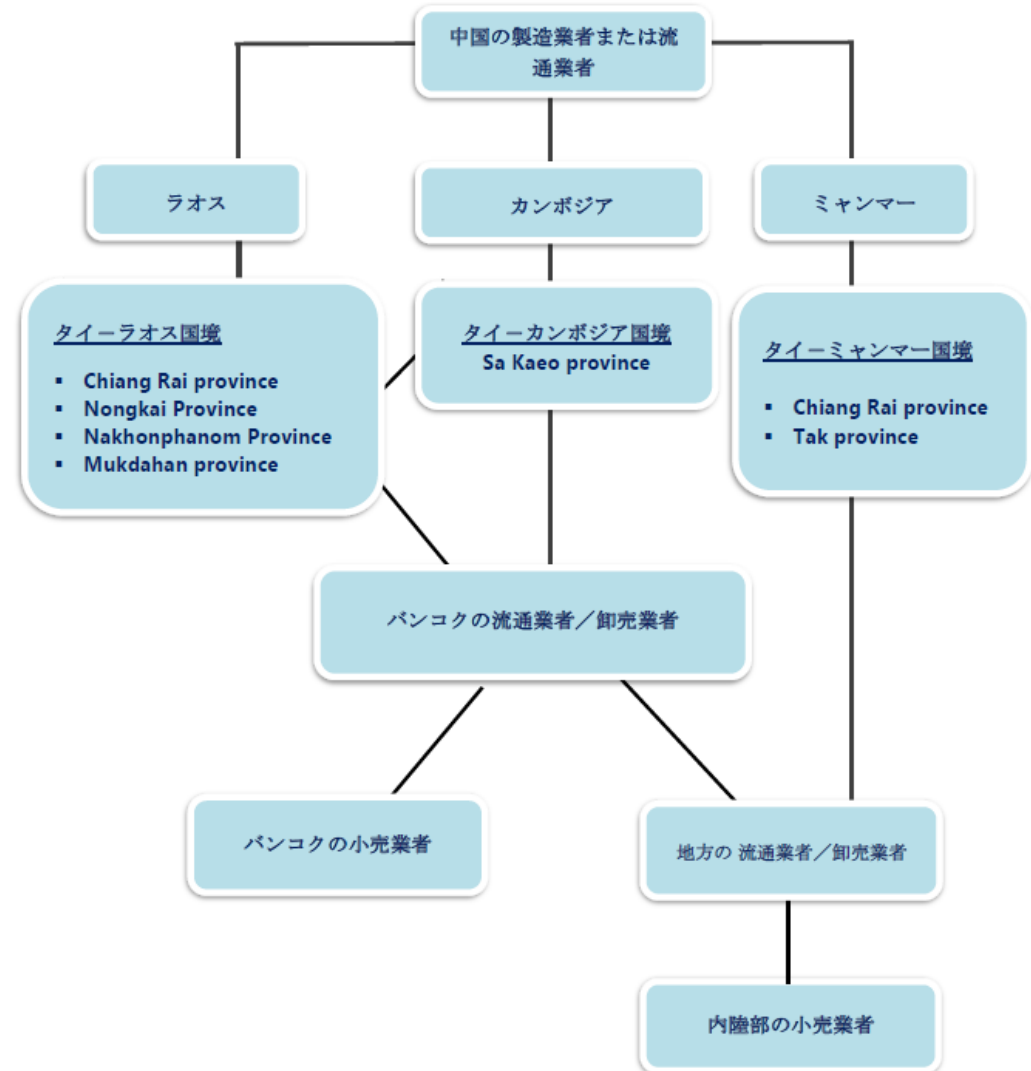 中国の製造業者または流
通業者
ラオス
カンボジア
ミャンマー
タイーラオス国境
▪ Chiang Rai province
▪ Nongkai Province
▪ Nakhonphanom Province
▪ Mukdahan province
タイーカンボジア国境
Sa Kaeo province
タイーミャンマー国境
▪ Chiang Rai province
▪ Tak province
バンコクの流通業者／卸売業者
バンコクの小売業者
地方の 流通業者／卸売業者
内陸部の小売業者